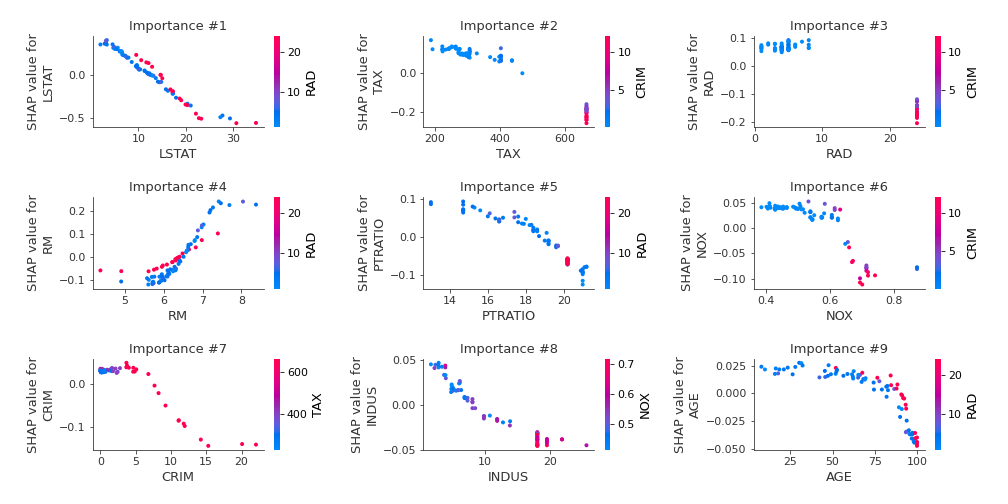 Importance #1
SHAP value for
LSTAT
0.0
−0.5
10
20
30
LSTAT
20
10
RAD
Importance #2
SHAP value for
TAX
0.0
−0.2
200
400
600
TAX
10
5
CRIM
Importance #3
SHAP value for
RAD
0.1
0.0
−0.1
−0.2
0
10
20
RAD
10
5
CRIM
Importance #4
SHAP value for
RM
0.2
0.1
0.0
−0.1
5
6
7
8
RM
20
10
RAD
Importance #5
SHAP value for
PTRATIO
0.1
0.0
−0.1
14
16
18
20
PTRATIO
20
10
RAD
Importance #6
SHAP value for
NOX
0.05
0.00
−0.05
−0.10
0.4
0.6
0.8
NOX
10
5
CRIM
Importance #7
SHAP value for
CRIM
0.0
−0.1
0
5
10
15
20
CRIM
600
400
TAX
Importance #8
SHAP value for
INDUS
0.05
0.00
−0.05
10
20
INDUS
0.7
0.6
0.5
NOX
Importance #9
SHAP value for
AGE
0.025
0.000
−0.025
−0.050
25
50
75
100
AGE
20
10
RAD